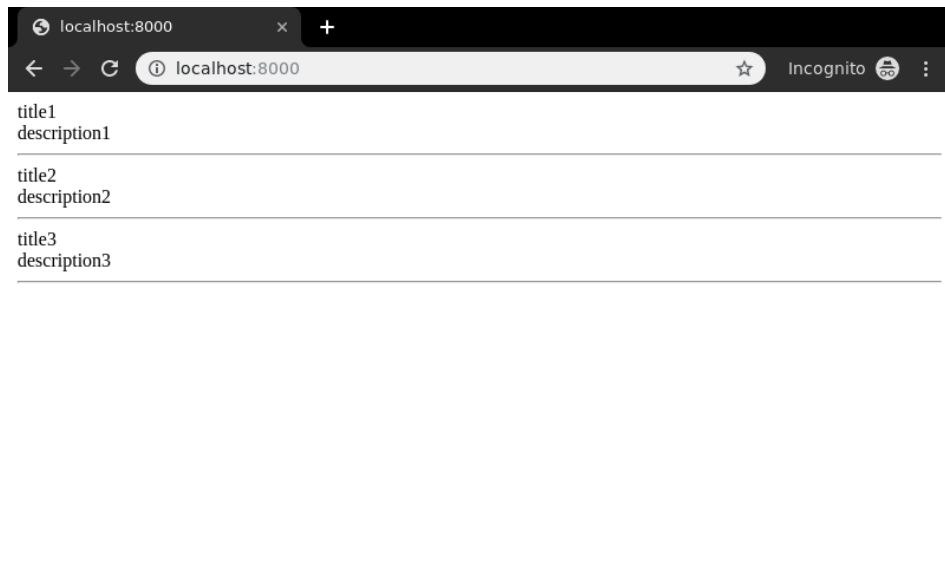 localhost:8000
localhost:8000
Incognito
title1
description1
title2
description2
title3
description3